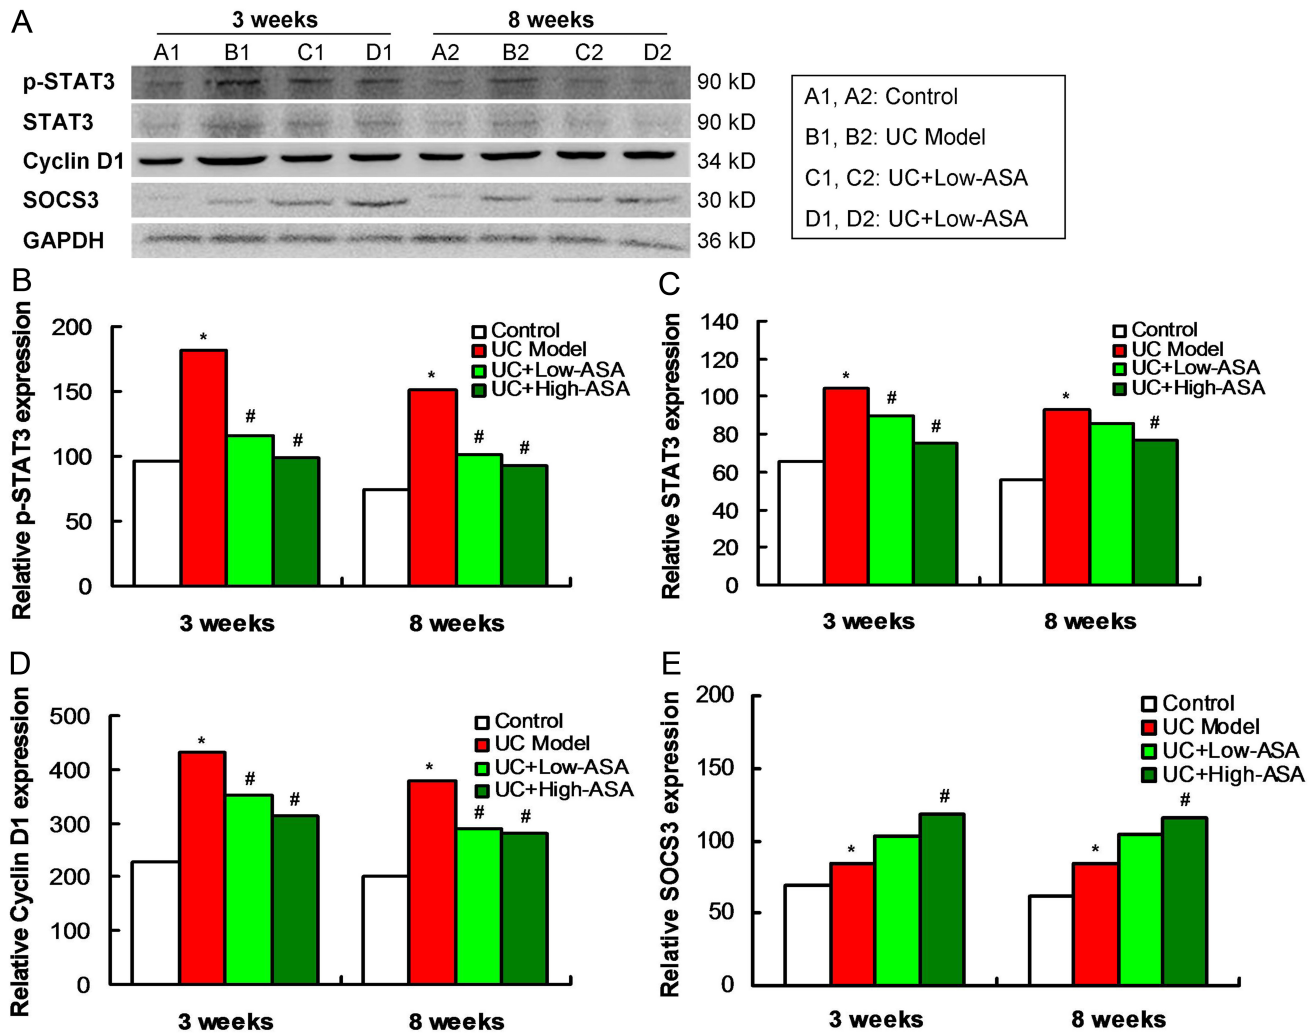 A
3 weeks 8 weeks
A1 B1 C1 D1 A2 B2 C2 D2
p-STAT3 90 kD
STAT3 90 kD
Cyclin D1 34 kD
SOCS3 30 kD
GAPDH 36 kD
A1, A2: Control
B1, B2: UC Model
C1, C2: UC+Low-ASA
D1, D2: UC+Low-ASA
B
Relative p-STAT3 expression
200
150
100
50
0
* # # * # #
Control
UC Model
UC+Low-ASA
UC+High-ASA
3 weeks 8 weeks
C
Relative STAT3 expression
140
120
100
80
60
40
20
0
* # # * #
Control
UC Model
UC+Low-ASA
UC+High-ASA
3 weeks 8 weeks
D
Relative Cyclin D1 expression
500
400
300
200
100
0
* # # * # #
Control
UC Model
UC+Low-ASA
UC+High-ASA
3 weeks 8 weeks
E
Relative SOCS3 expression
200
150
100
50
0
* # * #
Control
UC Model
UC+Low-ASA
UC+High-ASA
3 weeks 8 weeks